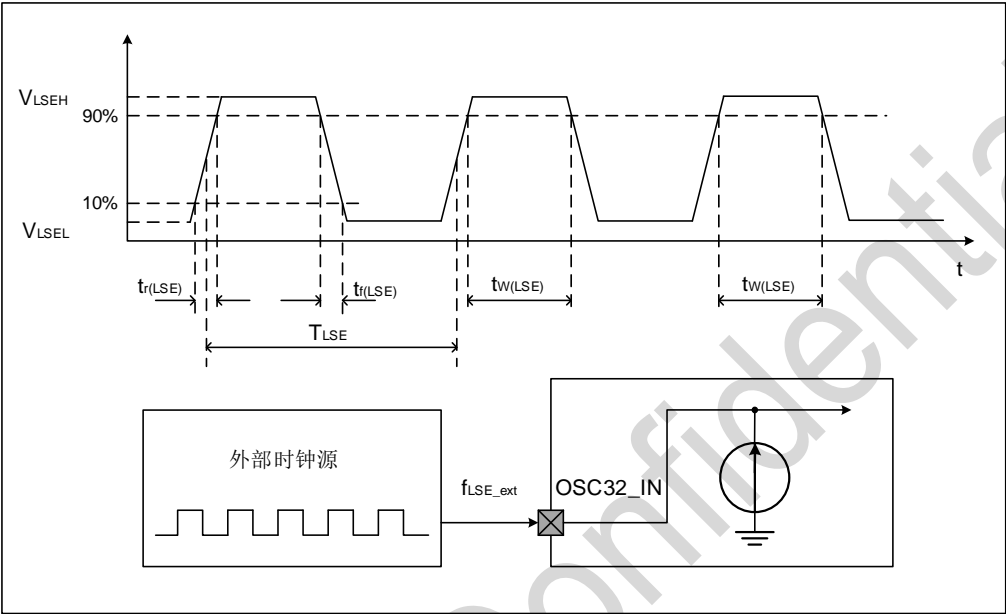 VLSEH
90%
10%
VLSEL
t
tr(LSE)
tf(LSE)
tW(LSE)
tW(LSE)
TLSE
外部时钟源
fLSE_ext
OSC32_IN
Confidential